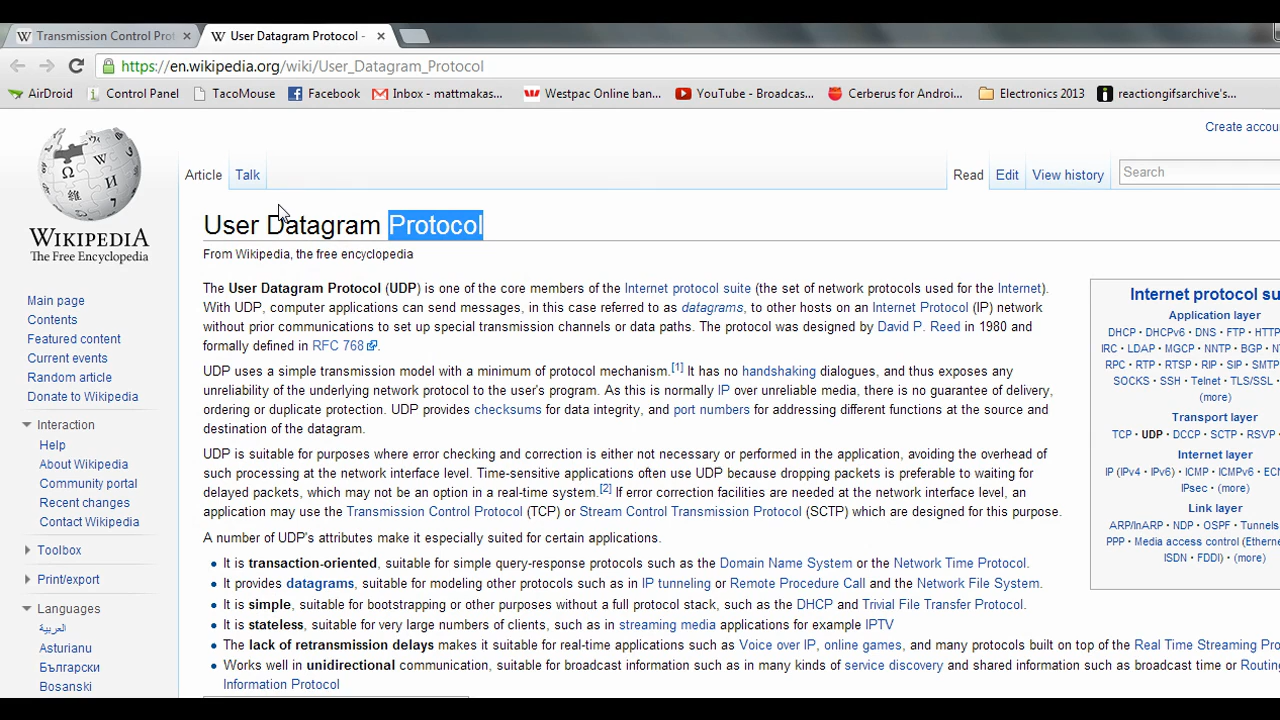 Transmission Control Prot
User Datagram Protocol -
https://en.wikipedia.org/wiki/User_Datagram_Protocol
AirDroid Control Panel TacoMouse Facebook Inbox - mattmakas... Westpac Online ban... YouTube - Broadcas... Cerberus for Androi... Electronics 2013 reactiongifsarchive's...
Create accou
Article Talk Read Edit View history Search
WIKIPEDIA
The Free Encyclopedia
Main page
Contents
Featured content
Current events
Random article
Donate to Wikipedia
Interaction
Help
About Wikipedia
Community portal
Recent changes
Contact Wikipedia
Toolbox
Print/export
Languages
العربية
Asturianu
Български
Bosanski
User Datagram Protocol
From Wikipedia, the free encyclopedia
The User Datagram Protocol (UDP) is one of the core members of the Internet protocol suite (the set of network protocols used for the Internet).
With UDP, computer applications can send messages, in this case referred to as datagrams, to other hosts on an Internet Protocol (IP) network
without prior communications to set up special transmission channels or data paths. The protocol was designed by David P. Reed in 1980 and
formally defined in RFC 768.
UDP uses a simple transmission model with a minimum of protocol mechanism.[1] It has no handshaking dialogues, and thus exposes any
unreliability of the underlying network protocol to the user's program. As this is normally IP over unreliable media, there is no guarantee of delivery,
ordering or duplicate protection. UDP provides checksums for data integrity, and port numbers for addressing different functions at the source and
destination of the datagram.
UDP is suitable for purposes where error checking and correction is either not necessary or performed in the application, avoiding the overhead of
such processing at the network interface level. Time-sensitive applications often use UDP because dropping packets is preferable to waiting for
delayed packets, which may not be an option in a real-time system.[2] If error correction facilities are needed at the network interface level, an
application may use the Transmission Control Protocol (TCP) or Stream Control Transmission Protocol (SCTP) which are designed for this purpose.
A number of UDP's attributes make it especially suited for certain applications.
• It is transaction-oriented, suitable for simple query-response protocols such as the Domain Name System or the Network Time Protocol.
• It provides datagrams, suitable for modeling other protocols such as in IP tunneling or Remote Procedure Call and the Network File System.
• It is simple, suitable for bootstrapping or other purposes without a full protocol stack, such as the DHCP and Trivial File Transfer Protocol.
• It is stateless, suitable for very large numbers of clients, such as in streaming media applications for example IPTV
• The lack of retransmission delays makes it suitable for real-time applications such as Voice over IP, online games, and many protocols built on top of the Real Time Streaming Pro
• Works well in unidirectional communication, suitable for broadcast information such as in many kinds of service discovery and shared information such as broadcast time or Routing
Information Protocol
Internet protocol su
Application layer
DHCP • DHCPv6 • DNS • FTP • HTTP
IRC • LDAP • MGCP • NNTP • BGP • N
RPC • RTP • RTSP • RIP • SIP • SMT
SOCKS • SSH • Telnet • TLS/SSL •
(more)
Transport layer
TCP • UDP • DCCP • SCTP • RSVP •
Internet layer
IP (IPv4 • IPv6) • ICMP • ICMPv6 • ECN
IPsec • (more)
Link layer
ARP/InARP • NDP • OSPF • Tunnels
PPP • Media access control (Etherne
ISDN • FDDI) • (more)